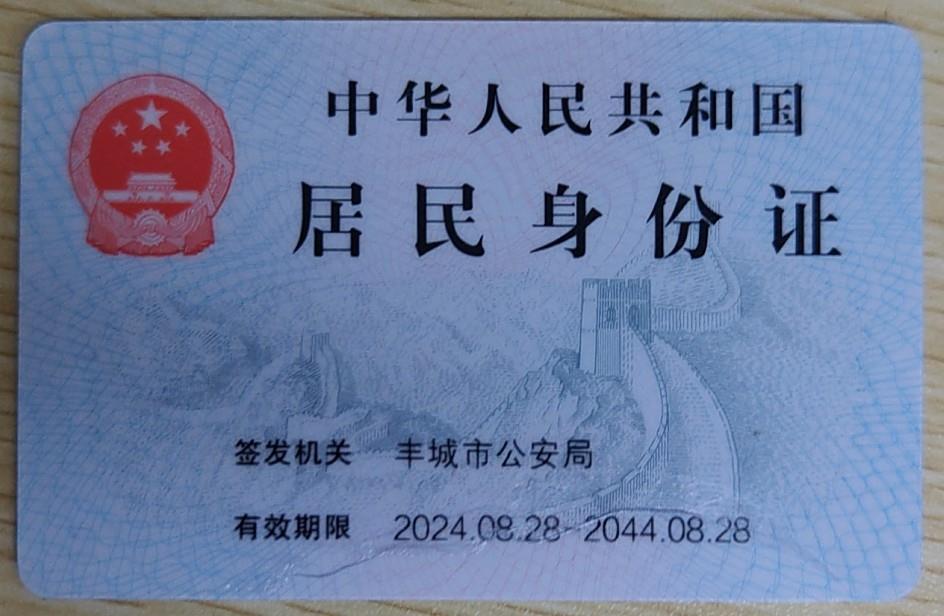 中华人民共和国
居民身份证
签发机关 丰城市公安局
有效期限 2024.08.28-2044.08.28